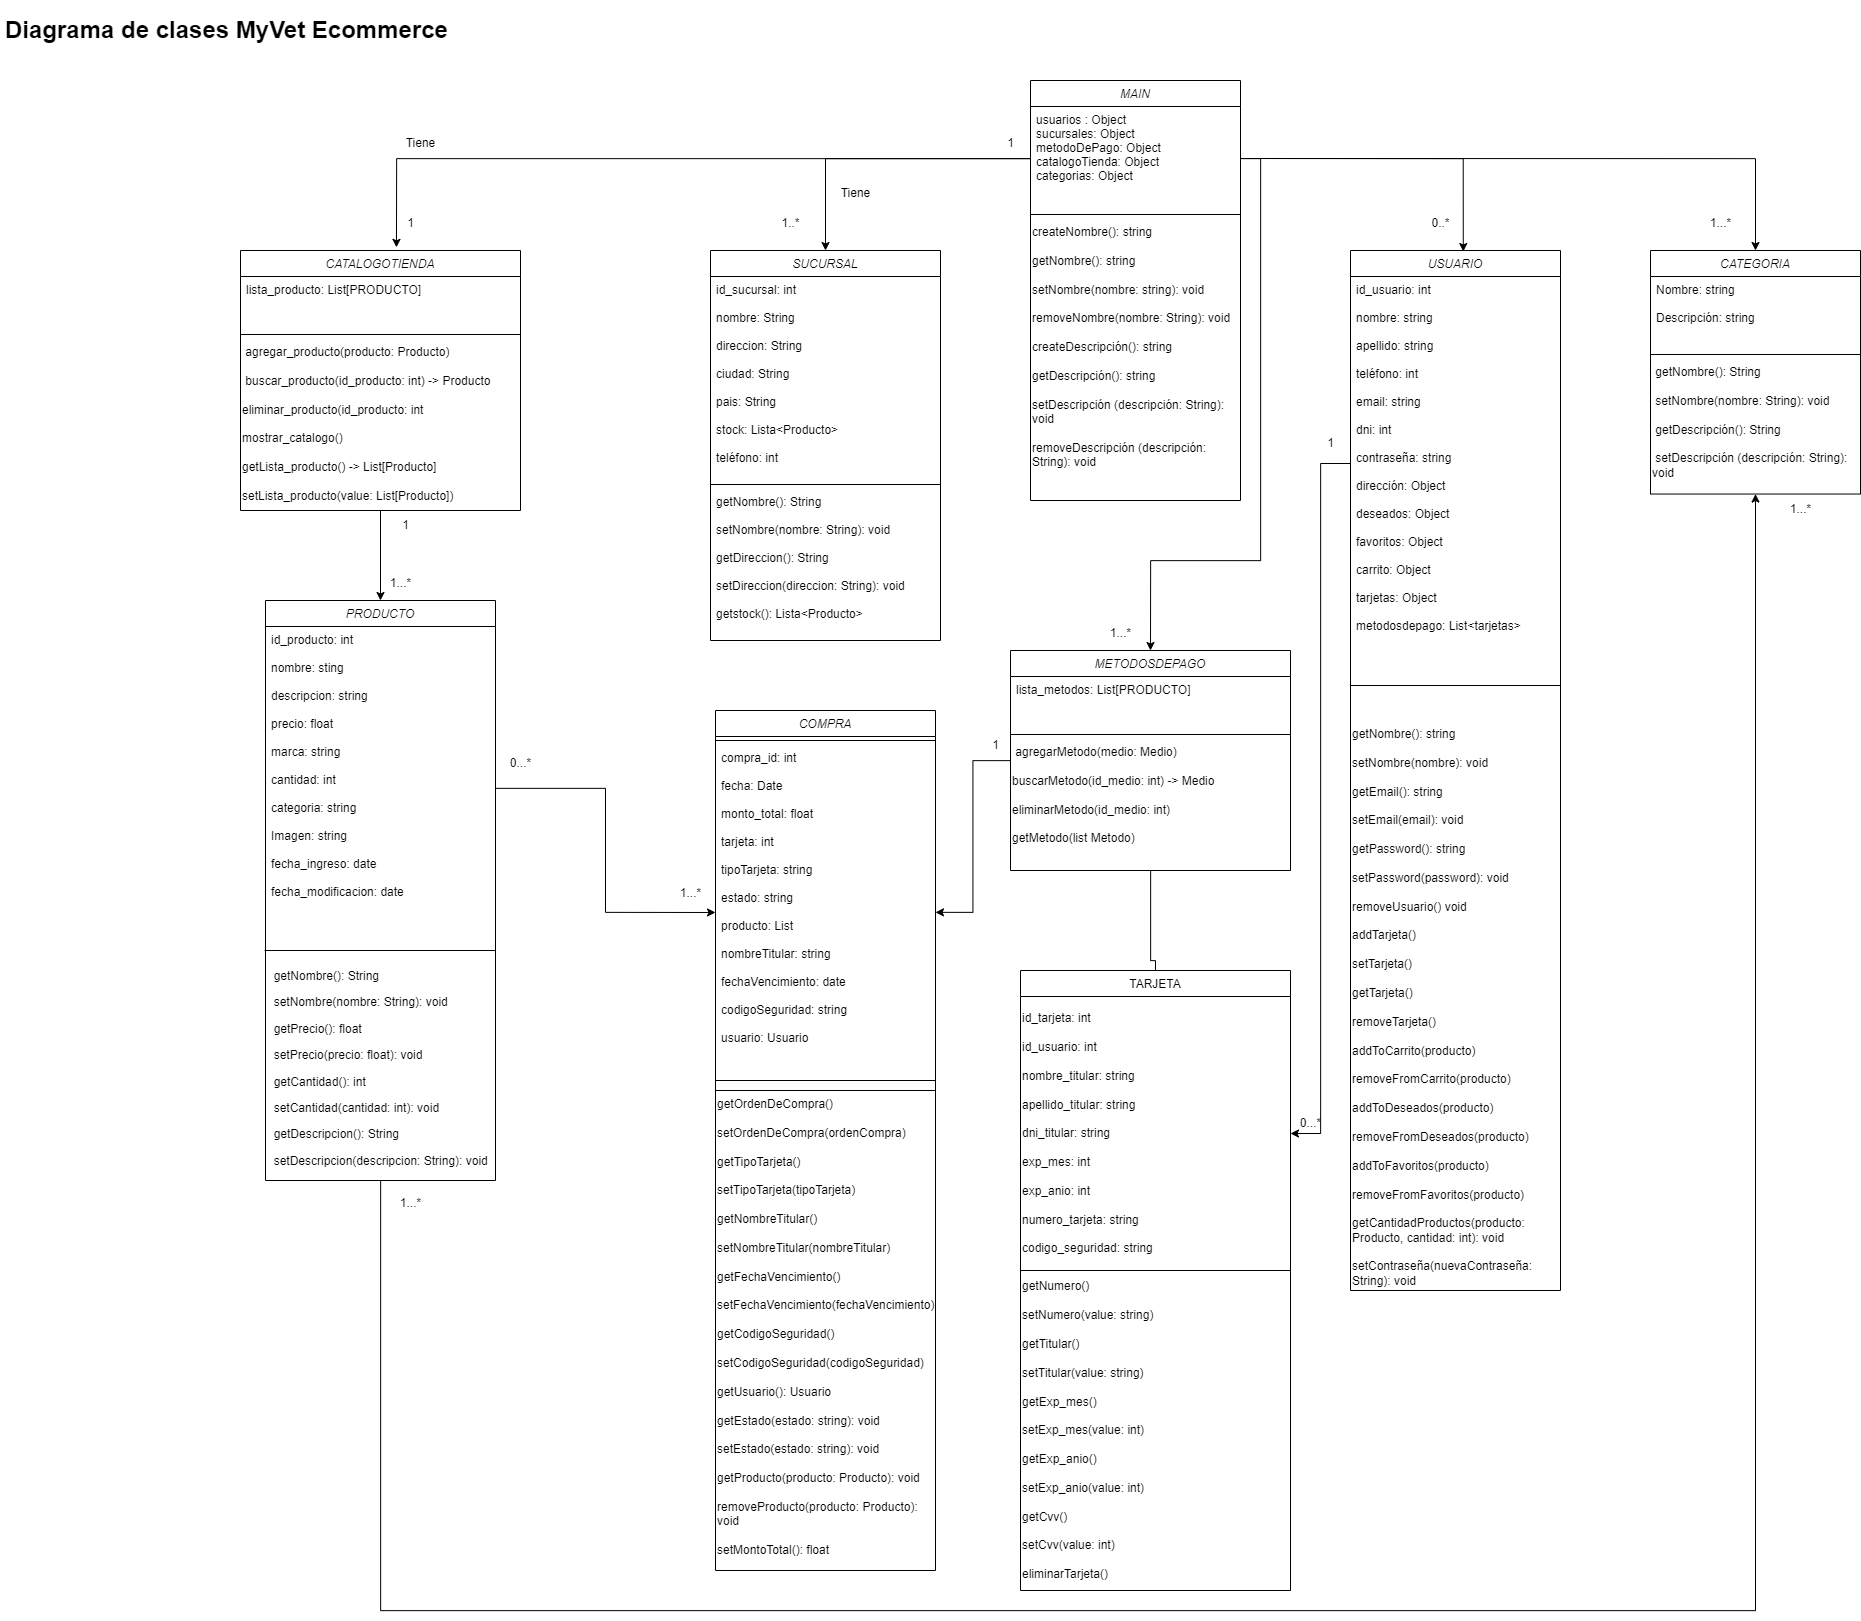 Diagrama de clases MyVet Ecommerce
MAIN
usuarios : Object
sucursales: Object
metodoDePago: Object
catalogoTienda: Object
categorias: Object
createNombre(): string
getNombre(): string
setNombre(nombre: string): void
removeNombre(nombre: String): void
createDescripción(): string
getDescripción(): string
setDescripción (descripción: String):
void
removeDescripción (descripción:
String): void
Tiene
1
1
Tiene
1..*
0..*
1...*
CATALOGOTIENDA
lista_producto: List[PRODUCTO]
agregar_producto(producto: Producto)
buscar_producto(id_producto: int) -> Producto
eliminar_producto(id_producto: int
mostrar_catalogo()
getLista_producto() -> List[Producto]
setLista_producto(value: List[Producto])
1
1...*
SUCURSAL
id_sucursal: int
nombre: String
direccion: String
ciudad: String
pais: String
stock: Lista<Producto>
teléfono: int
getNombre(): String
setNombre(nombre: String): void
getDireccion(): String
setDireccion(direccion: String): void
getstock(): Lista<Producto>
USUARIO
id_usuario: int
nombre: string
apellido: string
teléfono: int
email: string
dni: int
contraseña: string
dirección: Object
deseados: Object
favoritos: Object
carrito: Object
tarjetas: Object
metodosdepago: List<tarjetas>
getNombre(): string
setNombre(nombre): void
getEmail(): string
setEmail(email): void
getPassword(): string
setPassword(password): void
removeUsuario() void
addTarjeta()
setTarjeta()
getTarjeta()
removeTarjeta()
addToCarrito(producto)
removeFromCarrito(producto)
addToDeseados(producto)
removeFromDeseados(producto)
addToFavoritos(producto)
removeFromFavoritos(producto)
getCantidadProductos(producto:
Producto, cantidad: int): void
setContraseña(nuevaContraseña:
String): void
1
0...*
CATEGORIA
Nombre: string
Descripción: string
getNombre(): String
setNombre(nombre: String): void
getDescripción(): String
setDescripción (descripción: String):
void
1...*
PRODUCTO
id_producto: int
nombre: sting
descripcion: string
precio: float
marca: string
cantidad: int
categoria: string
Imagen: string
fecha_ingreso: date
fecha_modificacion: date
getNombre(): String
setNombre(nombre: String): void
getPrecio(): float
setPrecio(precio: float): void
getCantidad(): int
setCantidad(cantidad: int): void
getDescripcion(): String
setDescripcion(descripcion: String): void
1...*
0...*
1...*
COMPRA
compra_id: int
fecha: Date
monto_total: float
tarjeta: int
tipoTarjeta: string
estado: string
producto: List
nombreTitular: string
fechaVencimiento: date
codigoSeguridad: string
usuario: Usuario
getOrdenDeCompra()
setOrdenDeCompra(ordenCompra)
getTipoTarjeta()
setTipoTarjeta(tipoTarjeta)
getNombreTitular()
setNombreTitular(nombreTitular)
getFechaVencimiento()
setFechaVencimiento(fechaVencimiento)
getCodigoSeguridad()
setCodigoSeguridad(codigoSeguridad)
getUsuario(): Usuario
getEstado(estado: string): void
setEstado(estado: string): void
getProducto(producto: Producto): void
removeProducto(producto: Producto):
void
setMontoTotal(): float
1...*
METODOSDEPAGO
lista_metodos: List[PRODUCTO]
agregarMetodo(medio: Medio)
buscarMetodo(id_medio: int) -> Medio
eliminarMetodo(id_medio: int)
getMetodo(list Metodo)
1
TARJETA
id_tarjeta: int
id_usuario: int
nombre_titular: string
apellido_titular: string
dni_titular: string
exp_mes: int
exp_anio: int
numero_tarjeta: string
codigo_seguridad: string
getNumero()
setNumero(value: string)
getTitular()
setTitular(value: string)
getExp_mes()
setExp_mes(value: int)
getExp_anio()
setExp_anio(value: int)
getCvv()
setCvv(value: int)
eliminarTarjeta()